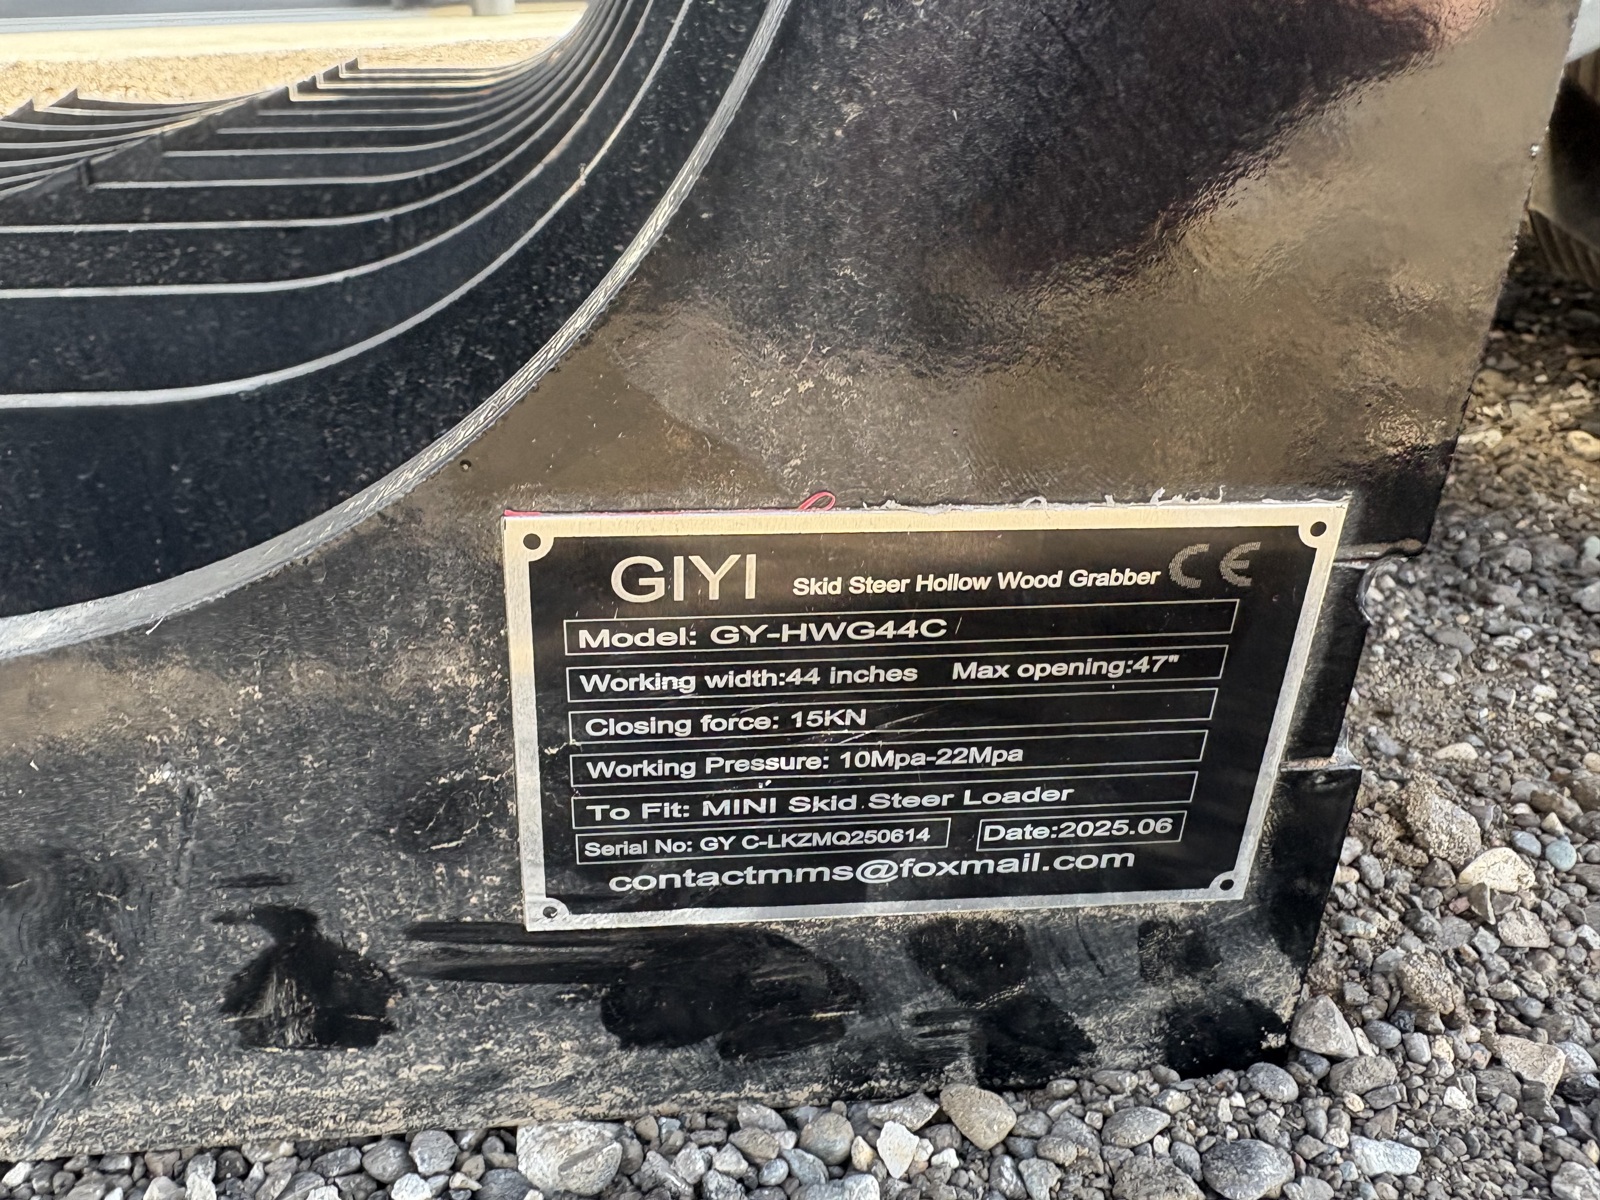 GIYI Skid Steer Hollow Wood Grabber CE
Model: GY-HWG44C
Working width:44 inches Max opening:47"
Closing force: 15KN
Working Pressure: 10Mpa-22Mpa
To Fit: MINI Skid Steer Loader
Serial No: GY C-LKZMQ250614 Date:2025.06
contactmms@foxmail.com